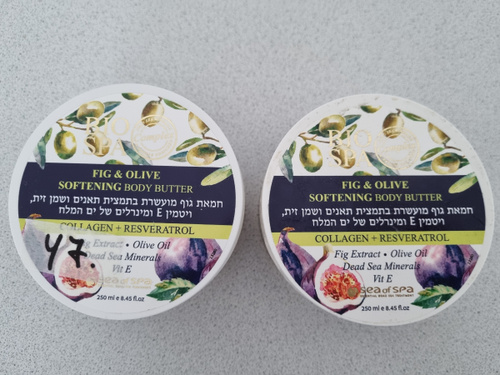 FIG & OLIVE
SOFTENING BODY BUTTER
חמאת גוף מועשרת בתמצית תאנים ושמן זית,
ויטמין E ומינרלים של ים המלח
COLLAGEN + RESVERATROL
Fig Extract • Olive Oil
Dead Sea Minerals
Vit E
250 ml e 8.45 fl.oz
47.
FIG & OLIVE
SOFTENING BODY BUTTER
חמאת גוף מועשרת בתמצית תאנים ושמן זית,
ויטמין E ומינרלים של ים המלח
COLLAGEN + RESVERATROL
Fig Extract • Olive Oil
Dead Sea Minerals
Vit E
Sea of SPA
250 ml e 8.45 fl.oz